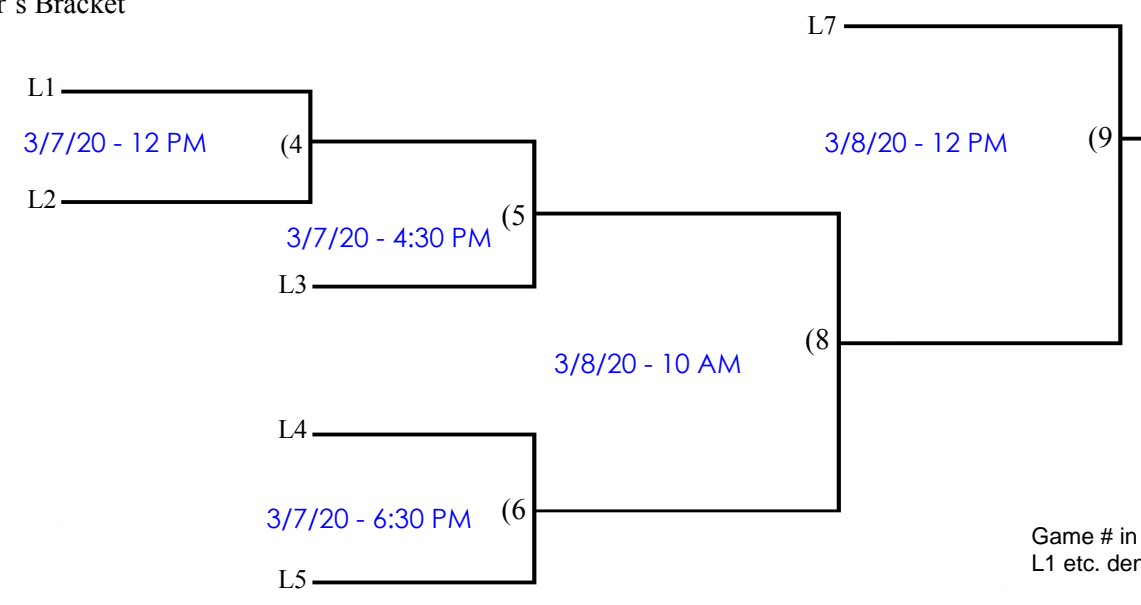 r's Bracket
L7
L1
3/7/20 - 12 PM
(4
3/8/20 - 12 PM
(9
L2
(5
3/7/20 - 4:30 PM
L3
(8
3/8/20 - 10 AM
L4
3/7/20 - 6:30 PM
(6
L5
Game # in
L1 etc. den